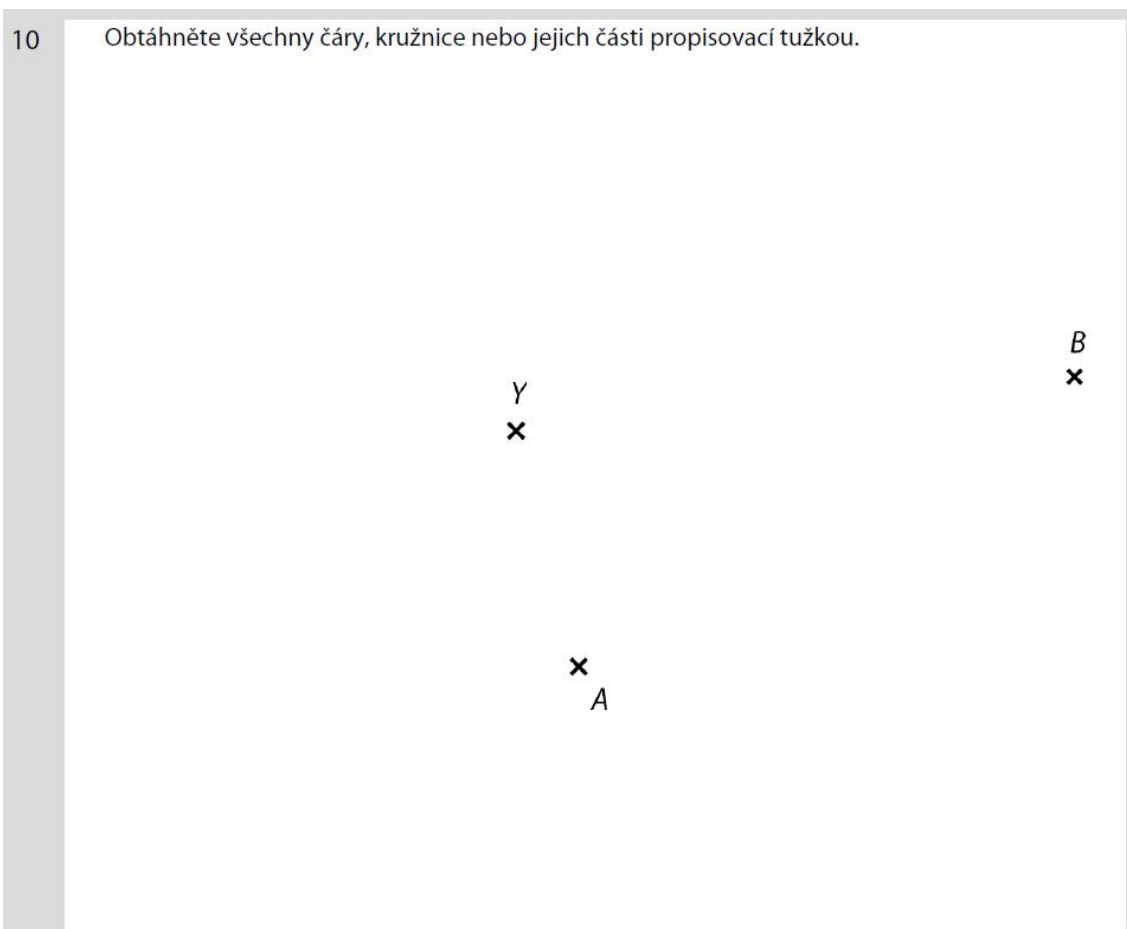 10 Obtáhněte všechny čáry, kružnice nebo jejich části propisovací tužkou.
B
Y
A